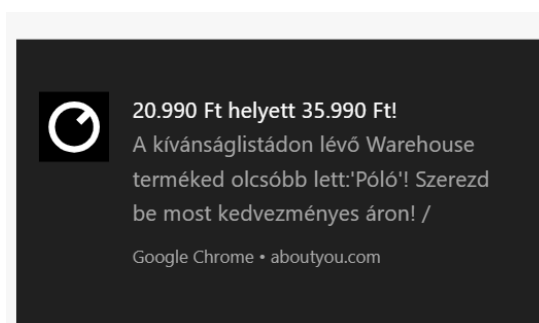 20.990 Ft helyett 35.990 Ft!
A kívánságlistádon lévő Warehouse
terméked olcsóbb lett:'Póló'! Szerezd
be most kedvezményes áron! /
Google Chrome • aboutyou.com